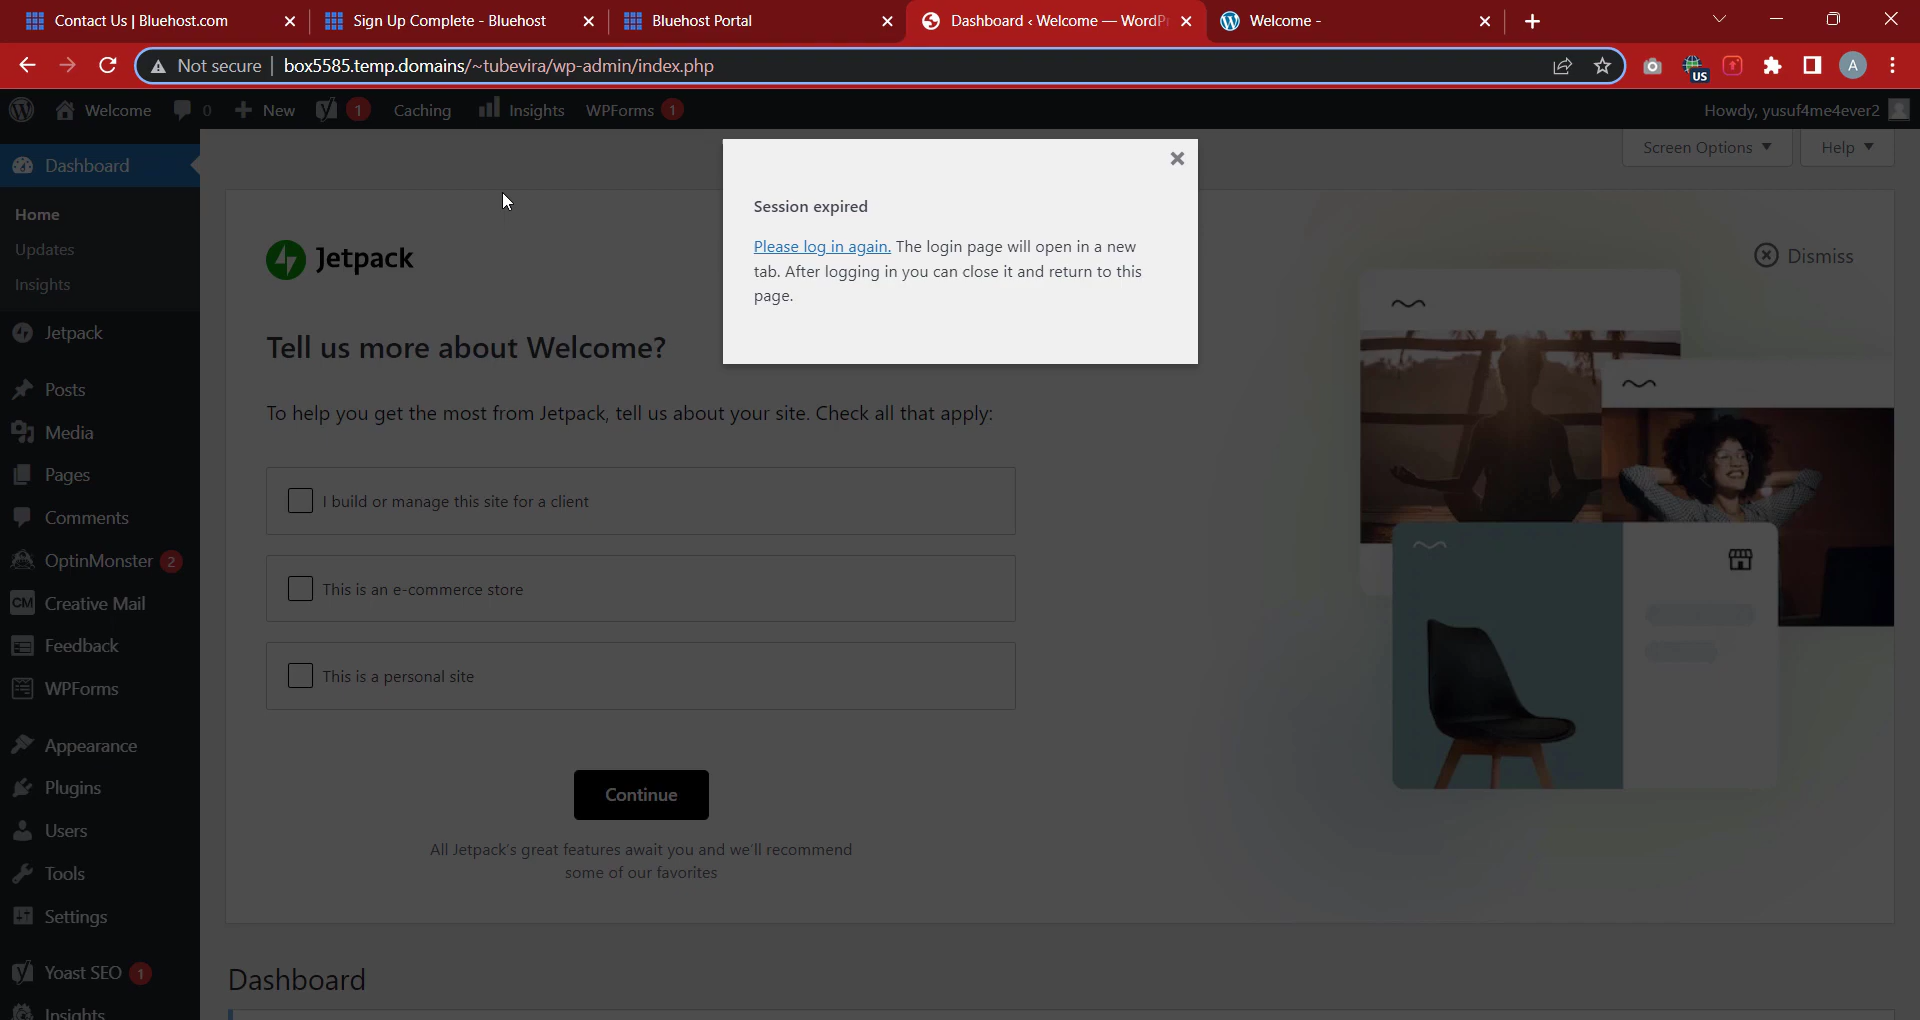 Contact Us | Bluehost.com
Sign Up Complete - Bluehost
Bluehost Portal
Dashboard ‹ Welcome — WordP
Welcome -
Not secure
box5585.temp.domains/~tubevira/wp-admin/index.php
US
A
Welcome
0
New
1
Caching
Insights
WPForms
1
Howdy, yusuf4me4ever2
Dashboard
Home
Updates
Insights
Jetpack
Posts
Media
Pages
Comments
OptinMonster
2
CM
Creative Mail
Feedback
WPForms
Appearance
Plugins
Users
Tools
Settings
Yoast SEO
1
Insights
Screen Options
Help
Session expired
Please log in again. The login page will open in a new
tab. After logging in you can close it and return to this
page.
Jetpack
Dismiss
Tell us more about Welcome?
To help you get the most from Jetpack, tell us about your site. Check all that apply:
I build or manage this site for a client
This is an e-commerce store
This is a personal site
Continue
All Jetpack's great features await you and we'll recommend
some of our favorites
Dashboard